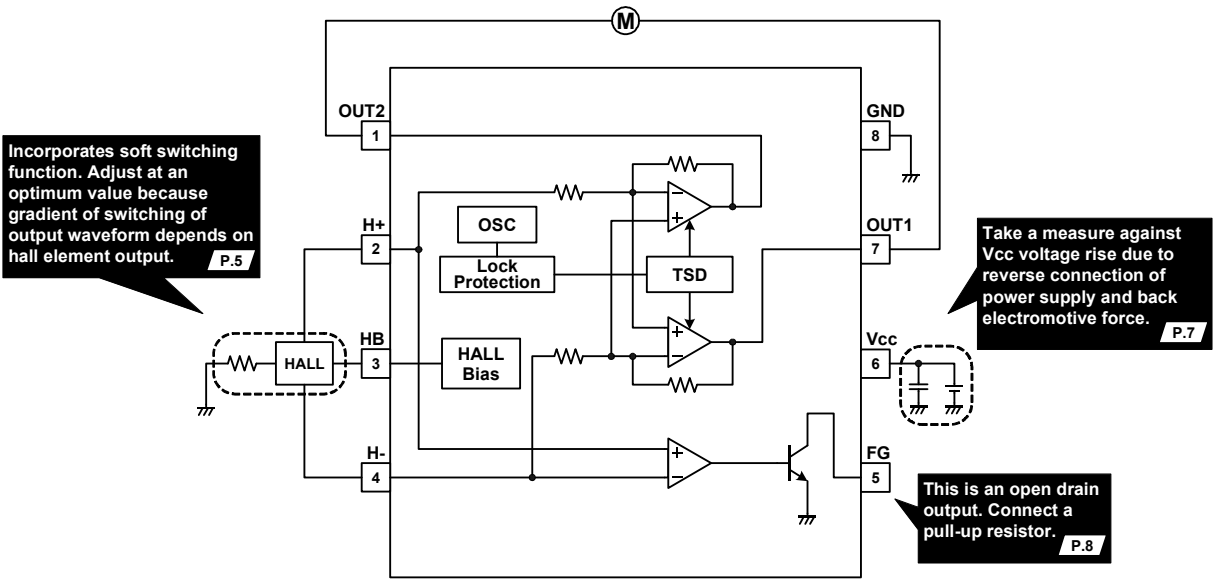 M
OUT2
1
GND
8
Incorporates soft switching
function. Adjust at an
optimum value because
gradient of switching of
output waveform depends on
hall element output.
P.5
H+
2
OSC
Lock
Protection
TSD
OUT1
7
Take a measure against
Vcc voltage rise due to
reverse connection of
power supply and back
electromotive force.
P.7
HALL
HB
3
HALL
Bias
Vcc
6
H-
4
FG
5
This is an open drain
output. Connect a
pull-up resistor.
P.8
−
+
+
−
+
−